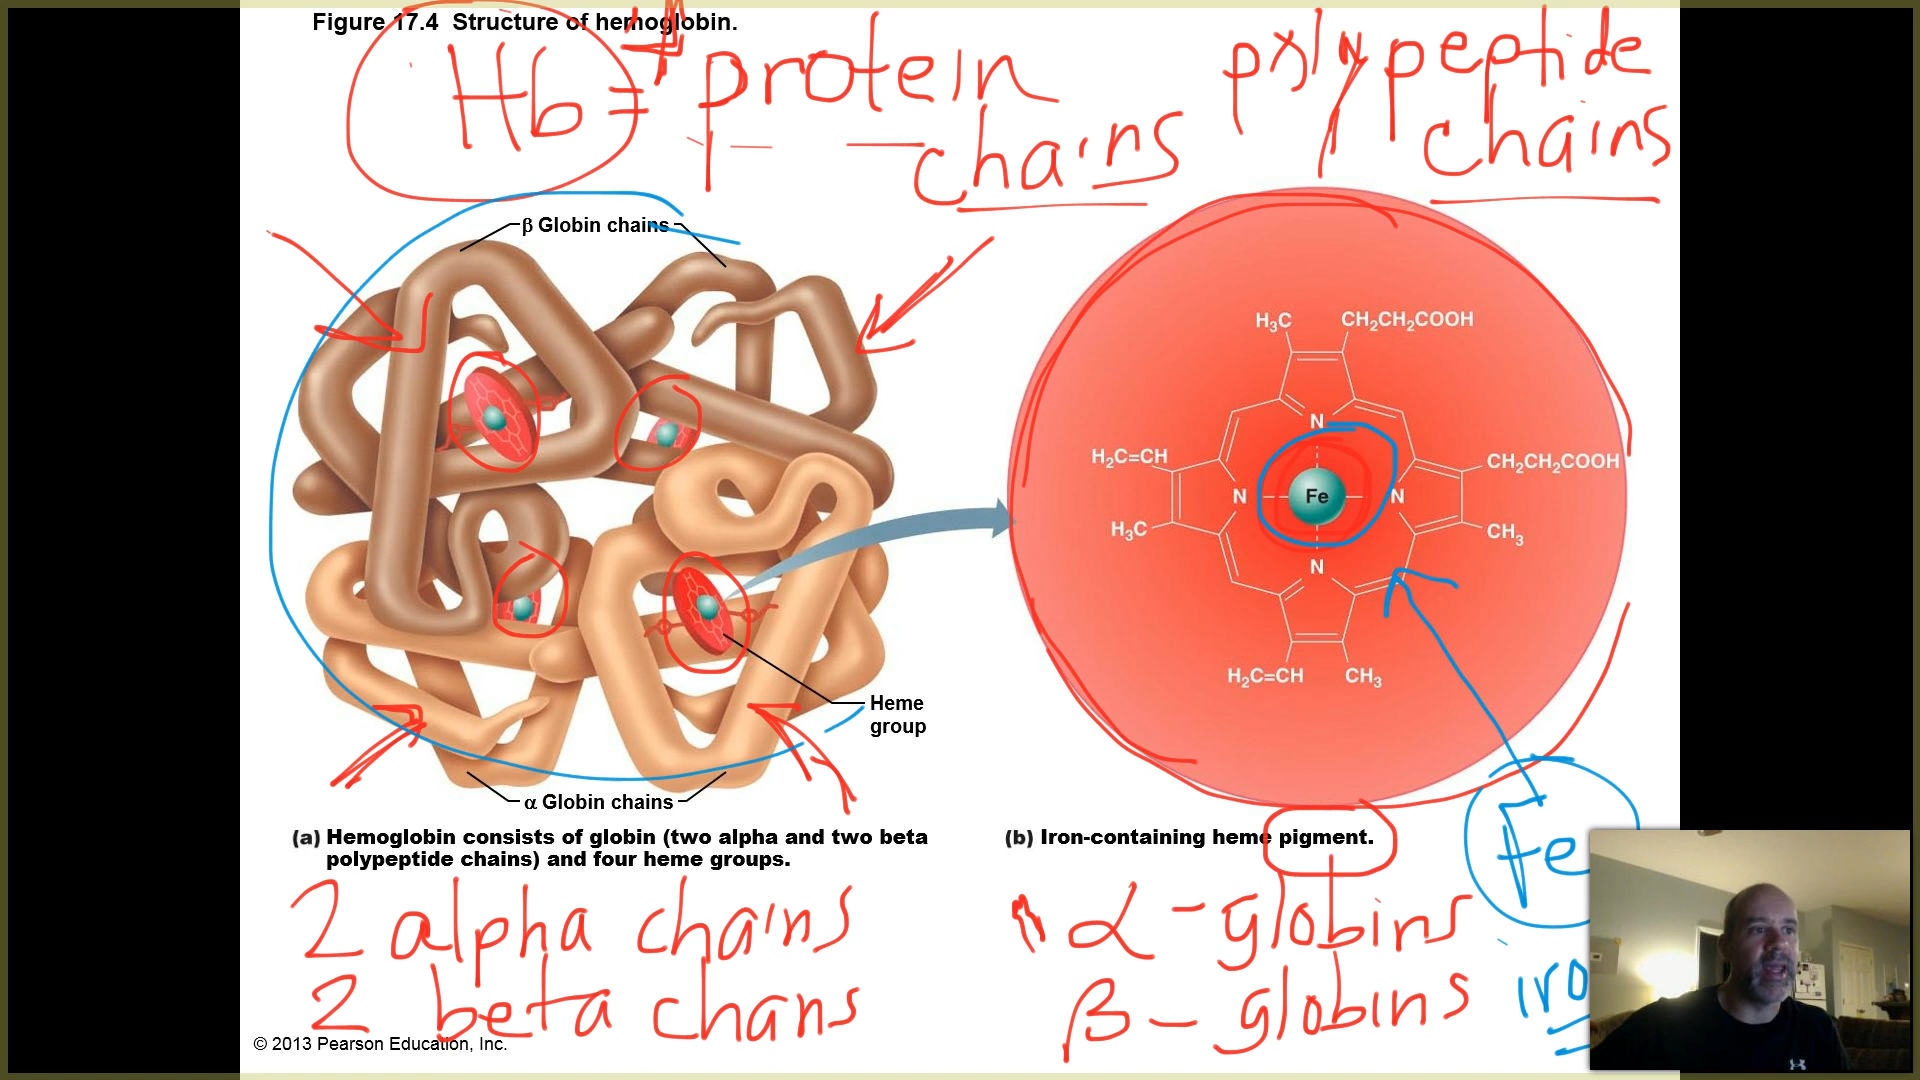 Figure 17.4 Structure of hemoglobin.
Hb = 4 protein chains
polypeptide chains
β Globin chains
Heme group
α Globin chains
H3C
CH2CH2COOH
N
H2C=CH
CH2CH2COOH
N
Fe
N
H3C
CH3
N
H2C=CH
CH3
(a) Hemoglobin consists of globin (two alpha and two beta
polypeptide chains) and four heme groups.
(b) Iron-containing heme pigment.
Fe
2 alpha chains
α - globins
2 beta chans
β - globins
iro
© 2013 Pearson Education, Inc.